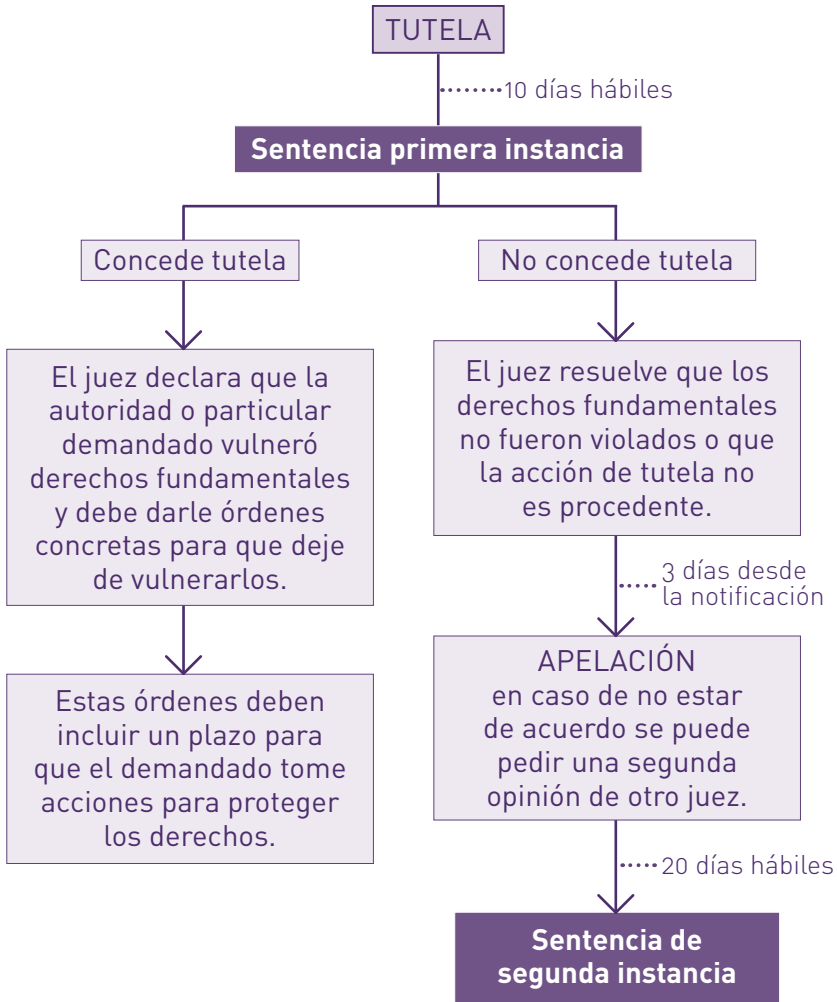 TUTELA
10 días hábiles
Sentencia primera instancia
Concede tutela
No concede tutela
El juez declara que la
autoridad o particular
demandado vulneró
derechos fundamentales
y debe darle órdenes
concretas para que deje
de vulnerarlos.
El juez resuelve que los
derechos fundamentales
no fueron violados o que
la acción de tutela no
es procedente.
3 días desde
la notificación
Estas órdenes deben
incluir un plazo para
que el demandado tome
acciones para proteger
los derechos.
APELACIÓN
en caso de no estar
de acuerdo se puede
pedir una segunda
opinión de otro juez.
20 días hábiles
Sentencia de
segunda instancia